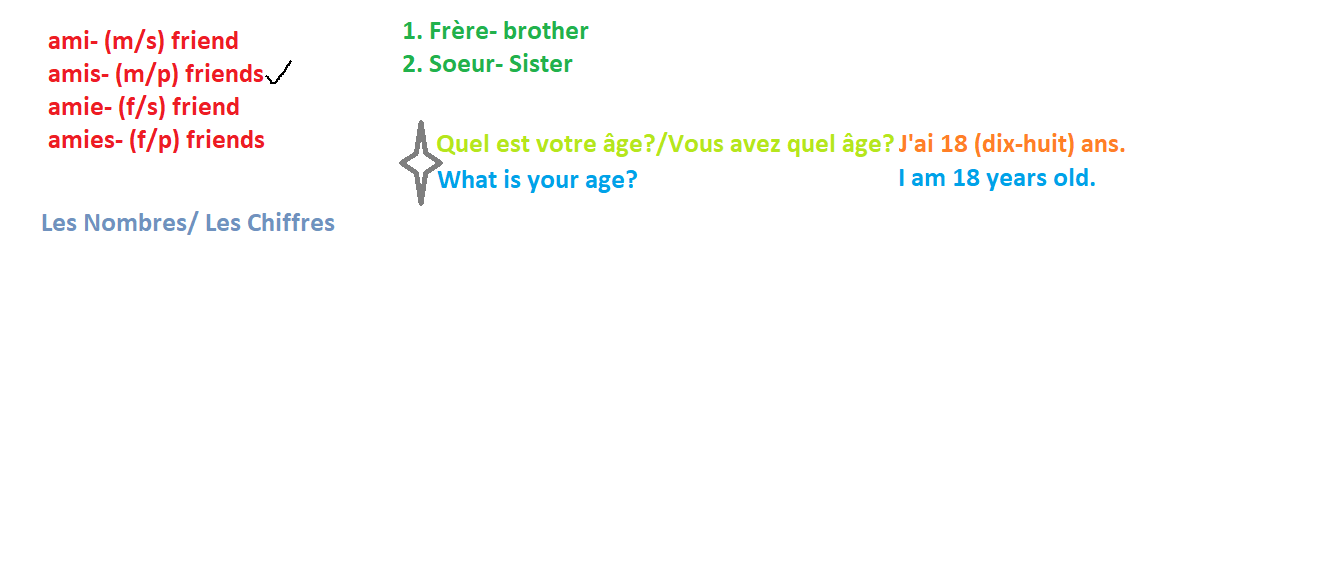 ami- (m/s) friend
amis- (m/p) friends
amie- (f/s) friend
amies- (f/p) friends
Les Nombres/ Les Chiffres
1. Frère- brother
2. Soeur- Sister
Quel est votre âge?/Vous avez quel âge? J'ai 18 (dix-huit) ans.
What is your age? I am 18 years old.